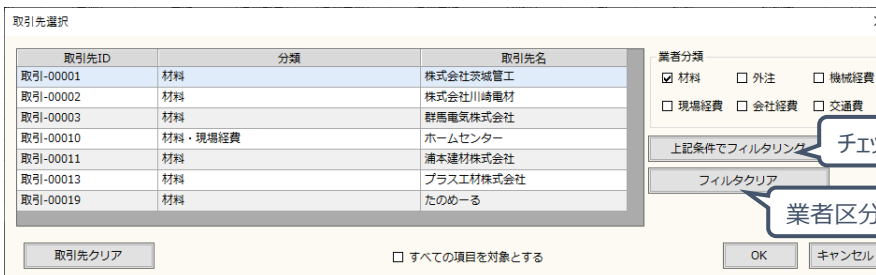 取引先選択
取引先ID 分類 取引先名
取引-00001 材料 株式会社茨城管工
取引-00002 材料 株式会社川崎電材
取引-00003 材料 群馬電気株式会社
取引-00010 材料・現場経費 ホームセンター
取引-00011 材料 浦本建材株式会社
取引-00013 材料 プラス工材株式会社
取引-00019 材料 たのめーる
業者分類
材料 外注 機械経費
現場経費 会社経費 交通費
上記条件でフィルタリング
チェッ
フィルタクリア
業者区分
取引先クリア
すべての項目を対象とする
OK キャンセル